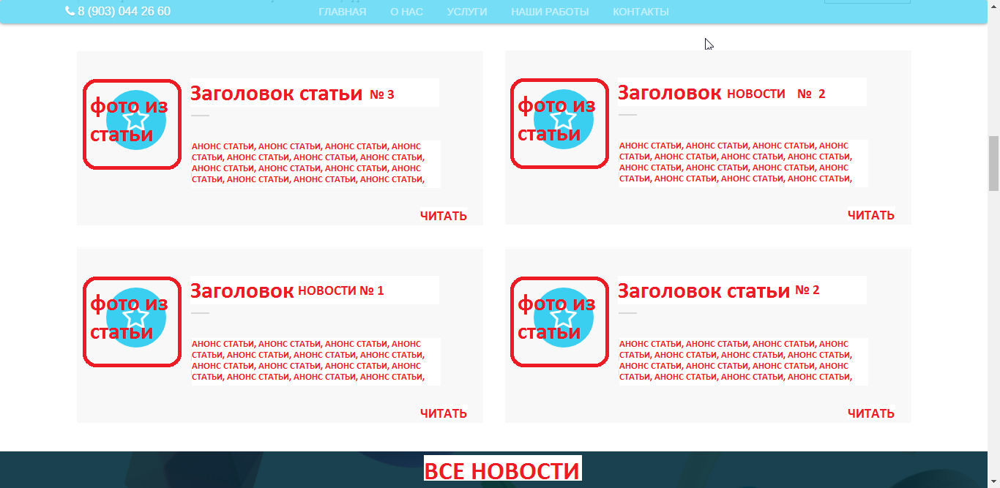 8 (903) 044 26 60 ГЛАВНАЯ О НАС УСЛУГИ НАШИ РАБОТЫ КОНТАКТЫ
фото из
статьи
Заголовок статьи № 3
АНОНС СТАТЬИ, АНОНС СТАТЬИ, АНОНС СТАТЬИ, АНОНС
СТАТЬИ, АНОНС СТАТЬИ, АНОНС СТАТЬИ, АНОНС СТАТЬИ,
АНОНС СТАТЬИ, АНОНС СТАТЬИ, АНОНС СТАТЬИ, АНОНС
СТАТЬИ, АНОНС СТАТЬИ, АНОНС СТАТЬИ, АНОНС СТАТЬИ,
ЧИТАТЬ
фото из
статьи
Заголовок НОВОСТИ № 2
АНОНС СТАТЬИ, АНОНС СТАТЬИ, АНОНС СТАТЬИ, АНОНС
СТАТЬИ, АНОНС СТАТЬИ, АНОНС СТАТЬИ, АНОНС СТАТЬИ,
АНОНС СТАТЬИ, АНОНС СТАТЬИ, АНОНС СТАТЬИ, АНОНС
СТАТЬИ, АНОНС СТАТЬИ, АНОНС СТАТЬИ, АНОНС СТАТЬИ,
ЧИТАТЬ
фото из
статьи
Заголовок НОВОСТИ № 1
АНОНС СТАТЬИ, АНОНС СТАТЬИ, АНОНС СТАТЬИ, АНОНС
СТАТЬИ, АНОНС СТАТЬИ, АНОНС СТАТЬИ, АНОНС СТАТЬИ,
АНОНС СТАТЬИ, АНОНС СТАТЬИ, АНОНС СТАТЬИ, АНОНС
СТАТЬИ, АНОНС СТАТЬИ, АНОНС СТАТЬИ, АНОНС СТАТЬИ,
ЧИТАТЬ
фото из
статьи
Заголовок статьи № 2
АНОНС СТАТЬИ, АНОНС СТАТЬИ, АНОНС СТАТЬИ, АНОНС
СТАТЬИ, АНОНС СТАТЬИ, АНОНС СТАТЬИ, АНОНС СТАТЬИ,
АНОНС СТАТЬИ, АНОНС СТАТЬИ, АНОНС СТАТЬИ, АНОНС
СТАТЬИ, АНОНС СТАТЬИ, АНОНС СТАТЬИ, АНОНС СТАТЬИ,
ЧИТАТЬ
ВСЕ НОВОСТИ